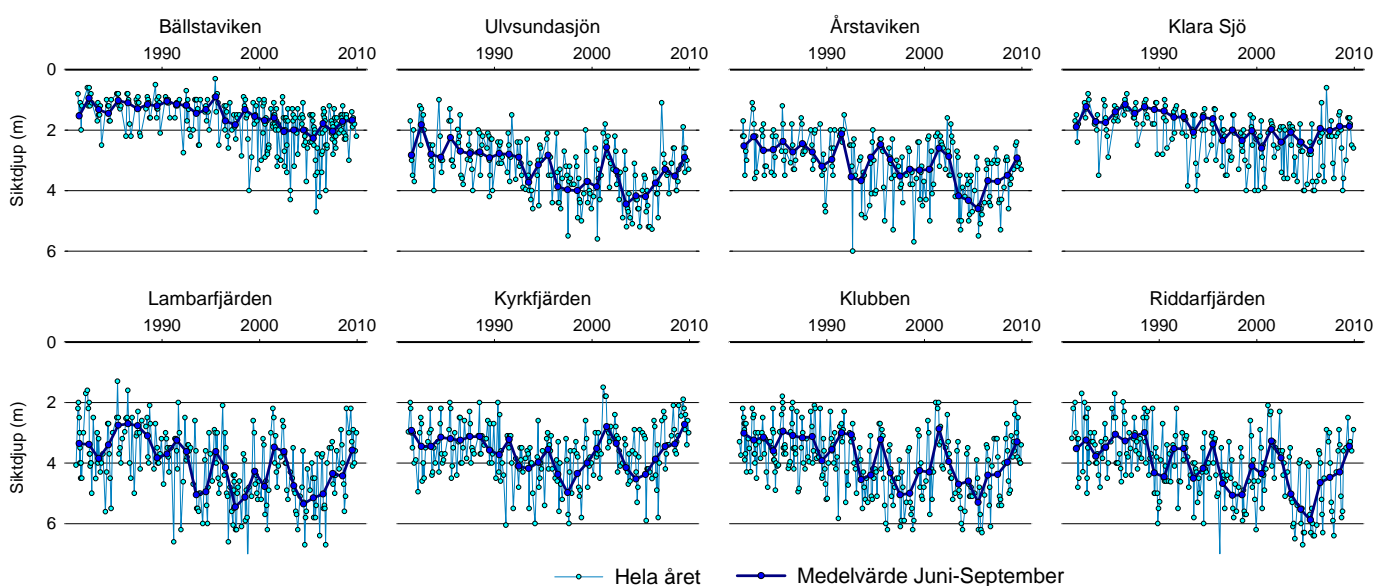 Bällstaviken Ulvsundasjön Årstaviken Klara Sjö
1990 2000 2010 1990 2000 2010 1990 2000 2010 1990 2000 2010
0
2
4
6
Siktdjup (m)
Lambarfjärden Kyrkfjärden Klubben Riddarfjärden
1990 2000 2010 1990 2000 2010 1990 2000 2010 1990 2000 2010
0
2
4
6
Siktdjup (m)
Hela året Medelvärde Juni-September